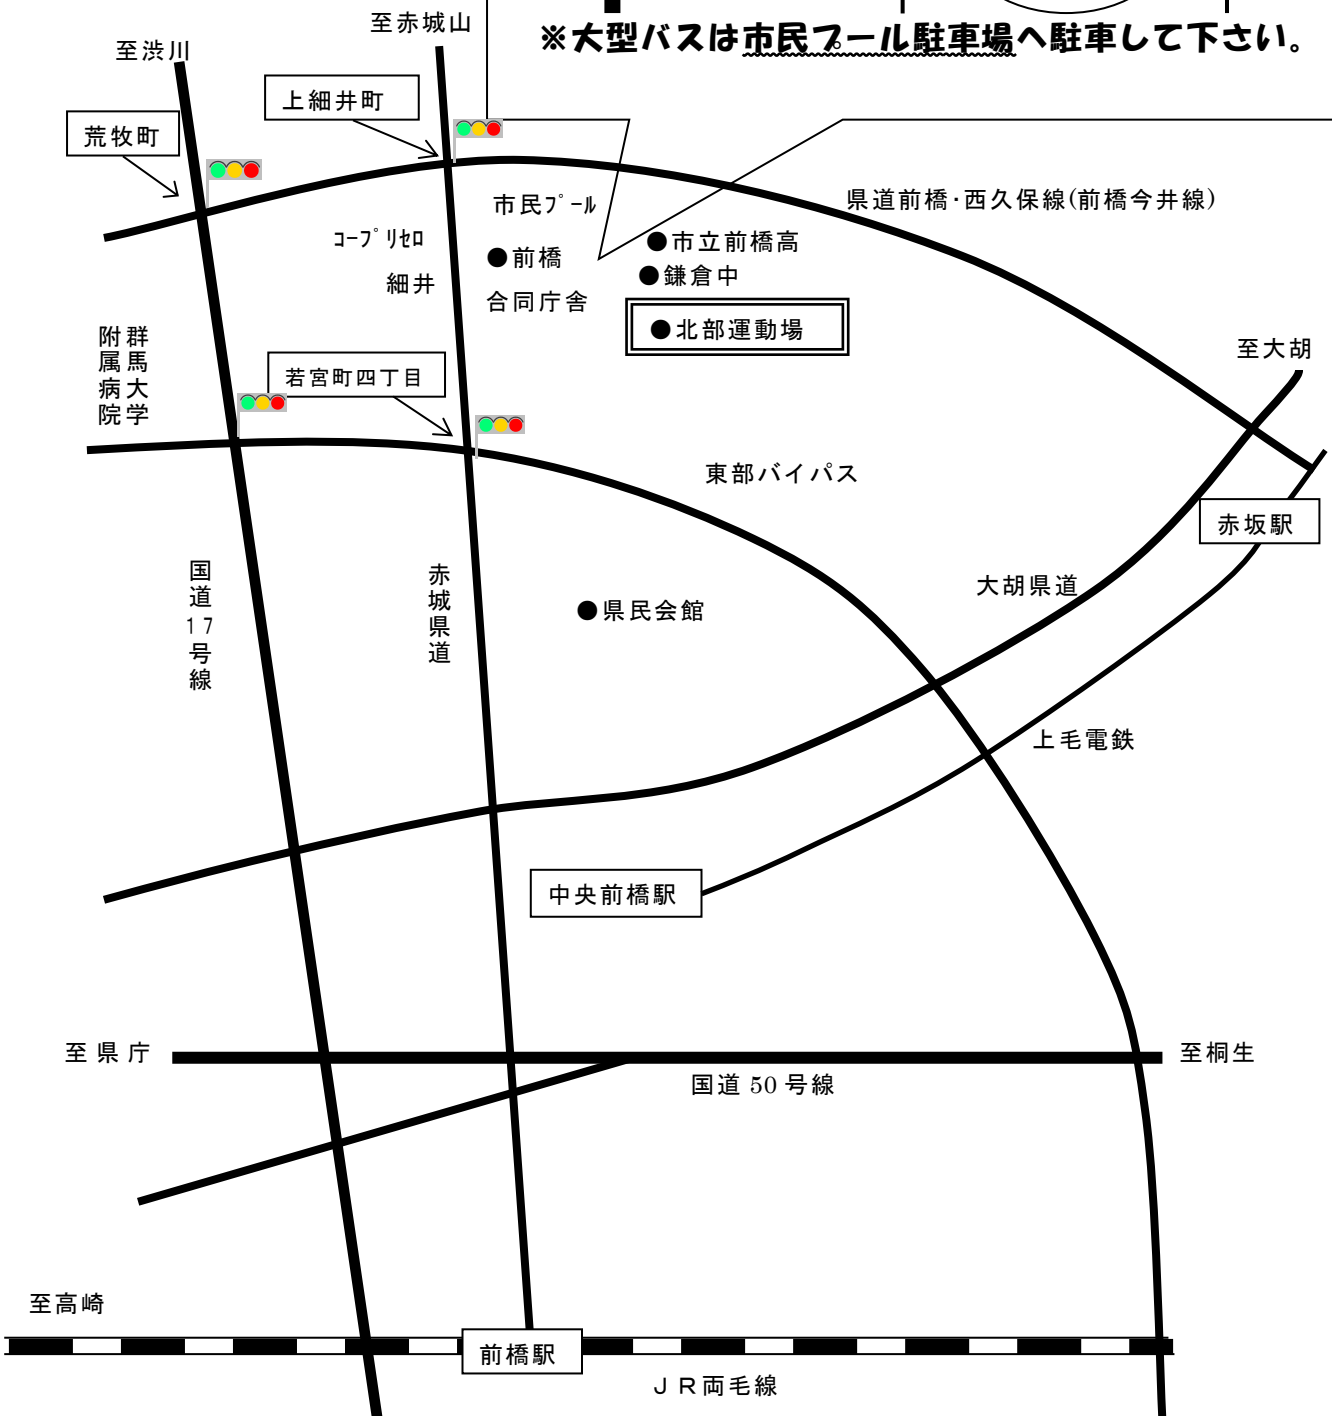 至赤城山
※大型バスは市民プール駐車場へ駐車して下さい。
至渋川
上細井町
荒牧町
市民ﾌﾟｰﾙ
県道前橋・西久保線(前橋今井線)
ｺｰﾌﾟﾘｾﾛ
細井
●前橋
合同庁舎
●市立前橋高
●鎌倉中
●北部運動場
群馬大学
附属病院
若宮町四丁目
至大胡
東部バイパス
赤坂駅
国道17号線
赤城県道
●県民会館
大胡県道
上毛電鉄
中央前橋駅
至県庁
至桐生
国道 50 号線
至高崎
前橋駅
ＪＲ両毛線